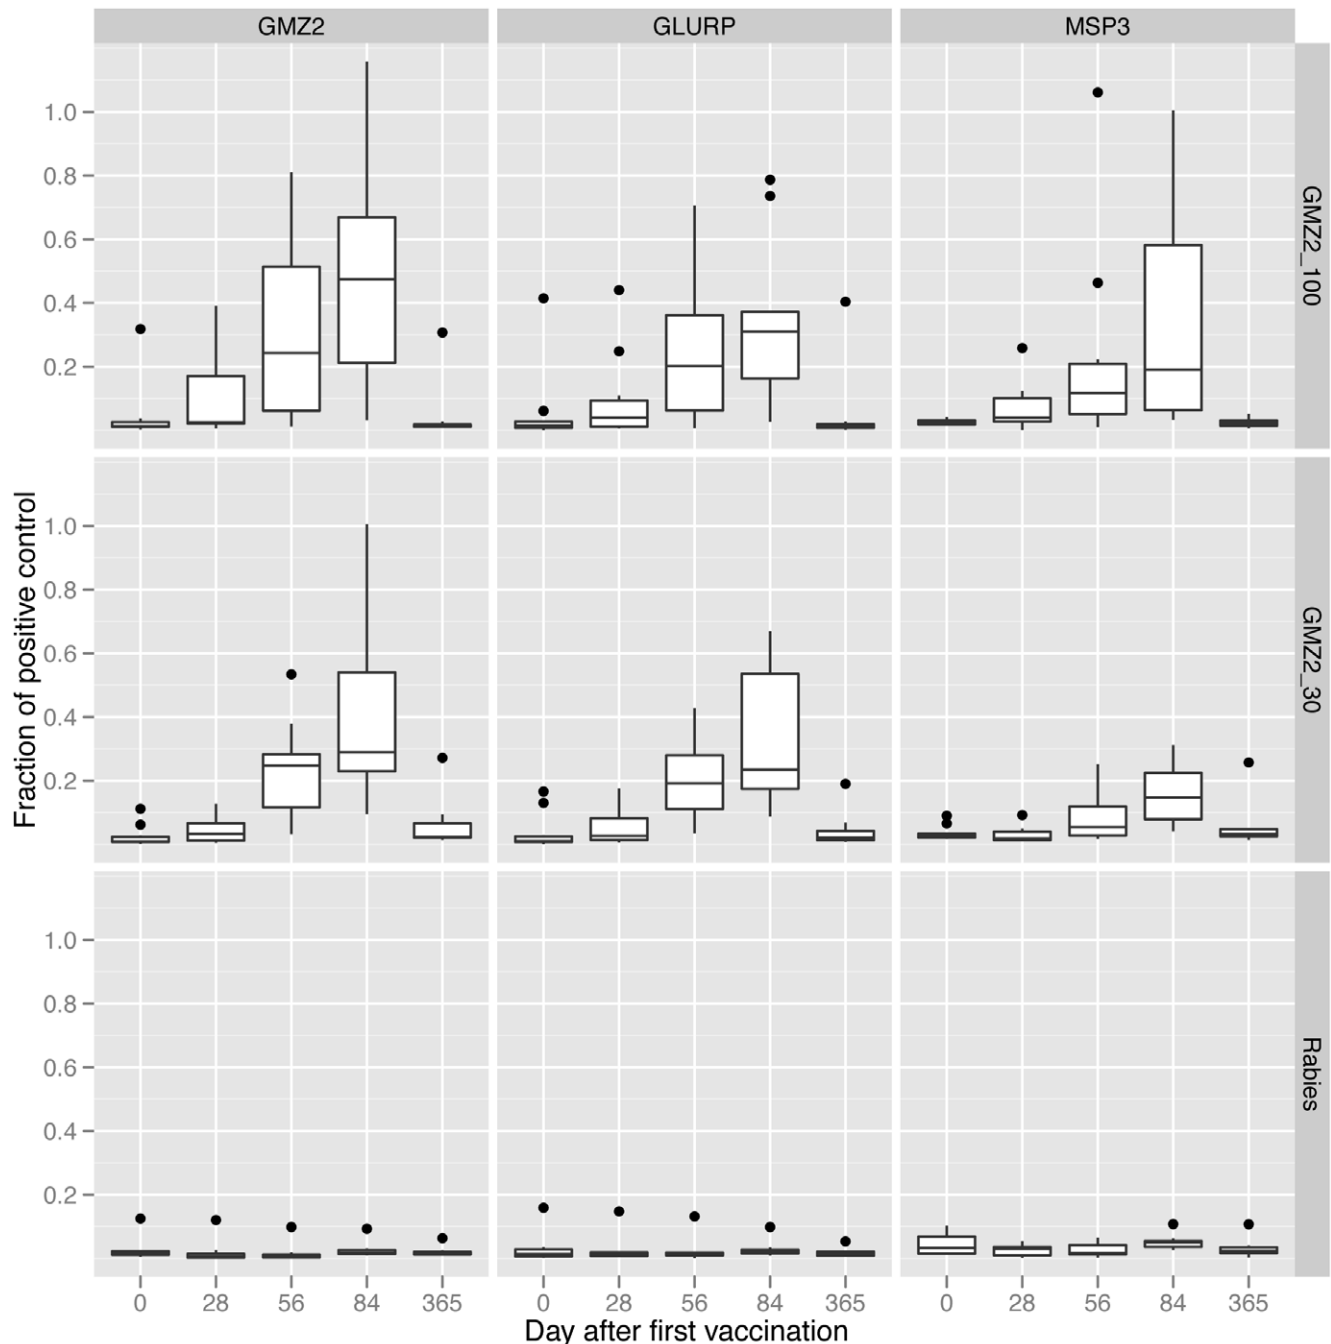 GMZ2 GLURP MSP3
1.0
0.8
0.6
0.4
0.2
GMZ2_100
1.0
0.8
0.6
0.4
0.2
GMZ2_30
1.0
0.8
0.6
0.4
0.2
Rabies
Fraction of positive control
0 28 56 84 365 0 28 56 84 365 0 28 56 84 365
Day after first vaccination